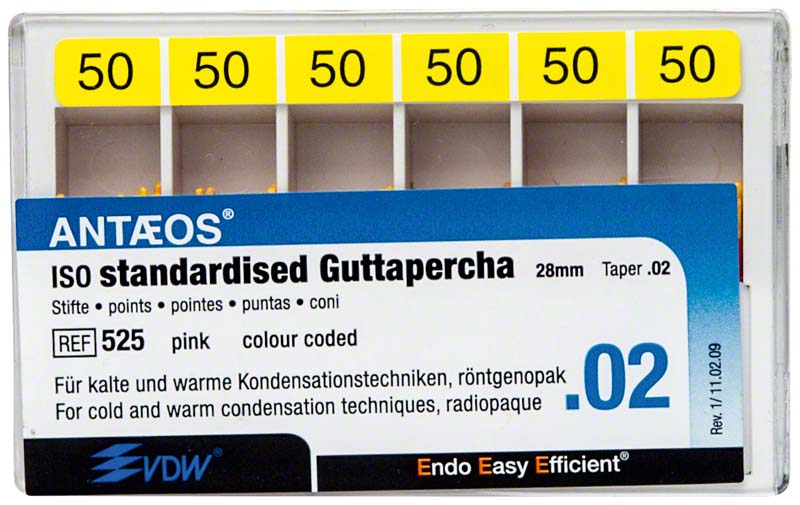 50 50 50 50 50 50
ANTÆOS®
ISO standardised Guttapercha 28mm Taper .02
Stifte • points • pointes • puntas • coni
REF 525 pink colour coded
Für kalte und warme Kondensationstechniken, röntgenopak
For cold and warm condensation techniques, radiopaque
.02
Rev. 1/ 11.02.09
VDW®
Endo Easy Efficient®